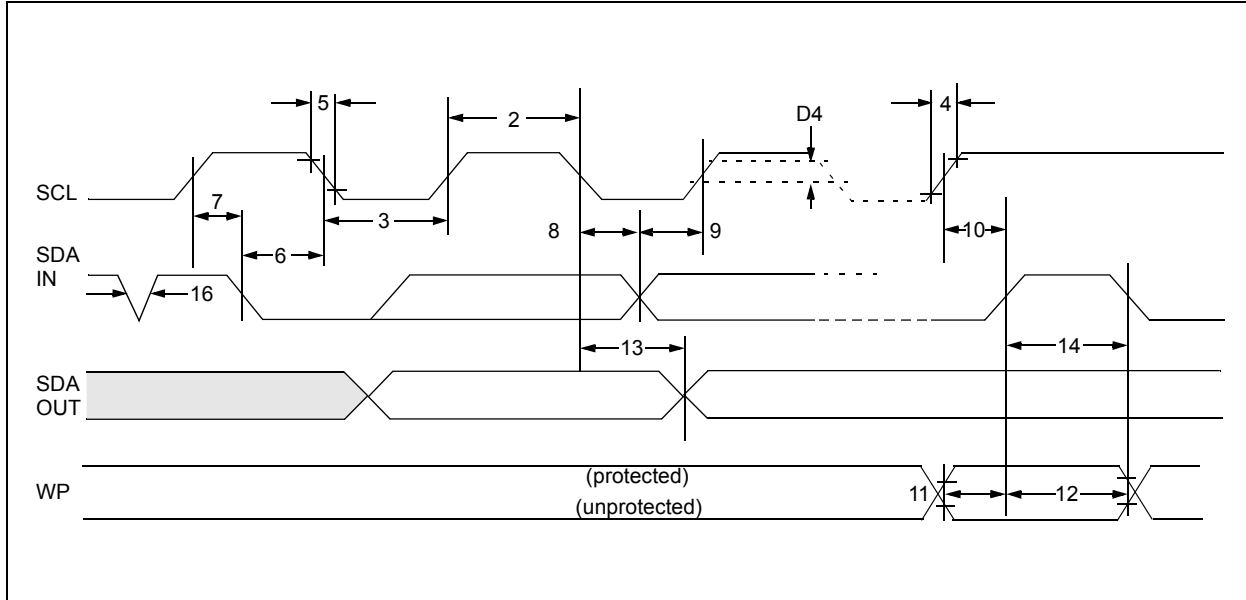 5
2
D4
4
SCL
7
3
8
9
10
SDA
IN
6
16
13
14
SDA
OUT
WP
(protected)
(unprotected)
11
12